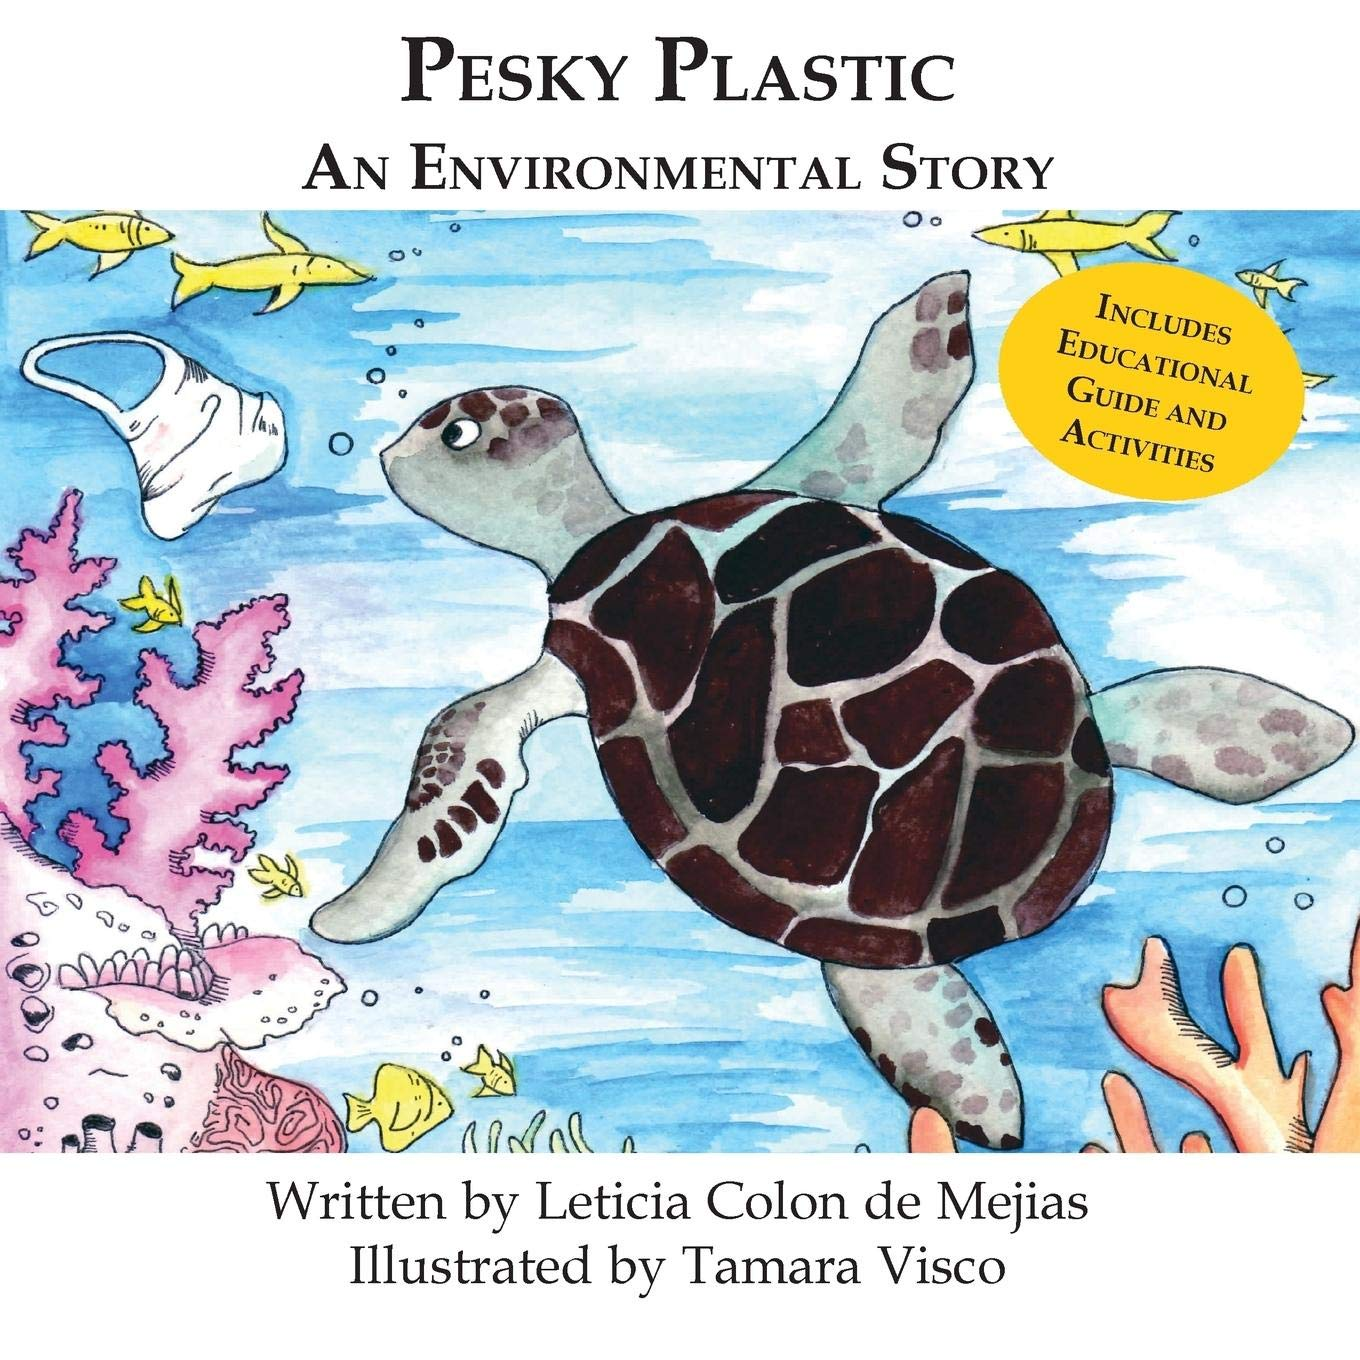 PESKY PLASTIC
AN ENVIRONMENTAL STORY
INCLUDES
EDUCATIONAL
GUIDE AND
ACTIVITIES
Written by Leticia Colon de Mejias
Illustrated by Tamara Visco